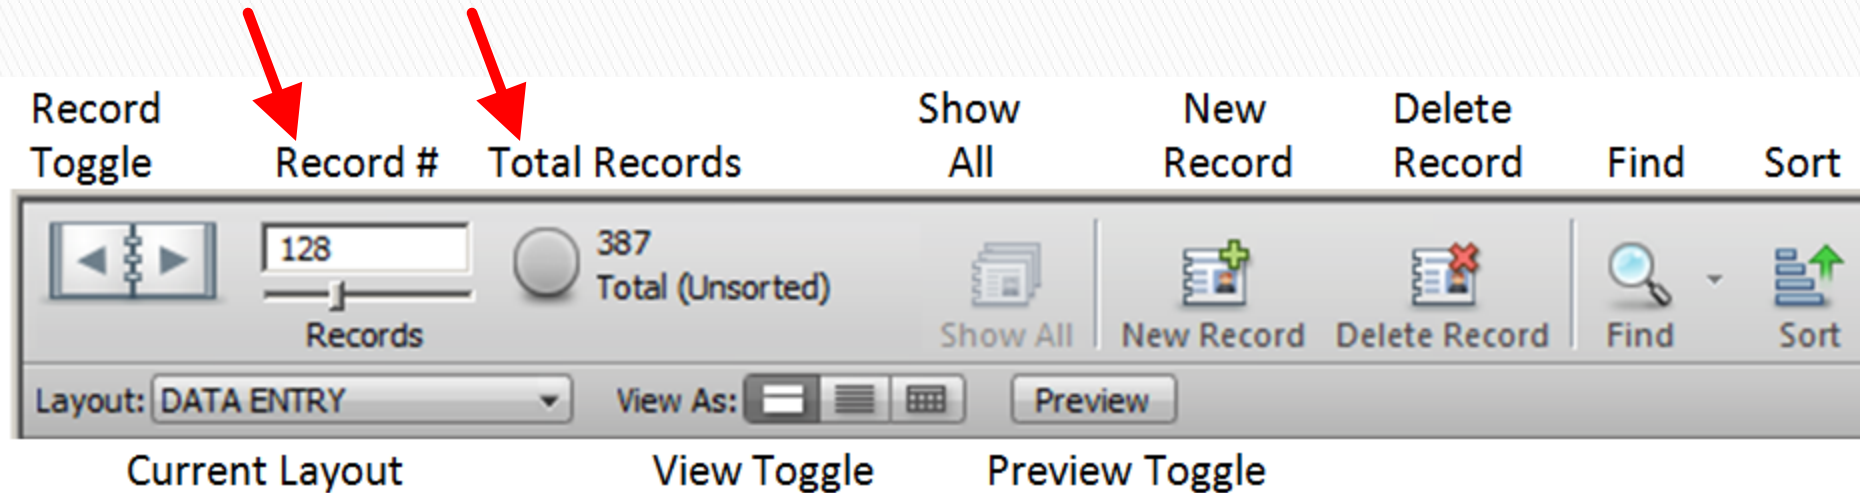 Record
Toggle
Record #
Total Records
Show
All
New
Record
Delete
Record
Find
Sort
128
Records
387
Total (Unsorted)
Show All
New Record
Delete Record
Find
Sort
Layout: DATA ENTRY
View As:
Preview
Current Layout
View Toggle
Preview Toggle